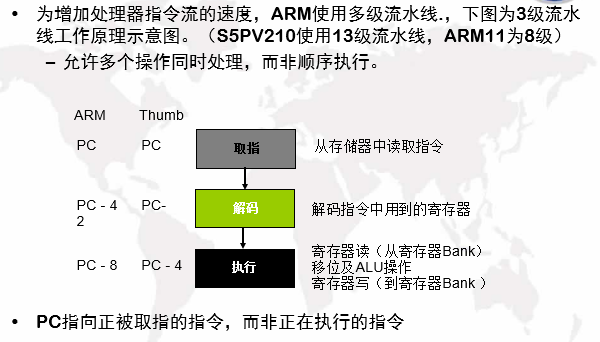 • 为增加处理器指令流的速度，ARM使用多级流水线.，下图为3级流水
线工作原理示意图。（S5PV210使用13级流水线，ARM11为8级）
– 允许多个操作同时处理，而非顺序执行。
ARM Thumb
PC PC 取指 从存储器中读取指令
PC - 4 PC- 解码 解码指令中用到的寄存器
2
PC - 8 PC - 4 执行 寄存器读（从寄存器Bank）
移位及ALU操作
寄存器写（到寄存器Bank ）
• PC指向正被取指的指令，而非正在执行的指令